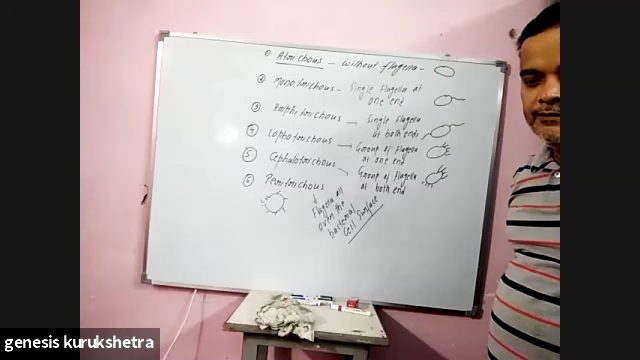 ① Atrichous - without flagella -
② Monotrichous - Single flagella at
one end
③ Amphitrichous → Single flagella
at both ends
④ Lophotrichous → Group of flagella
at one end
⑤ Cephalotrichous → Group of flagella
at both end
⑥ Peritrichous
↓
Flagella all
over the
bacterial
cell surface
genesis kurukshetra